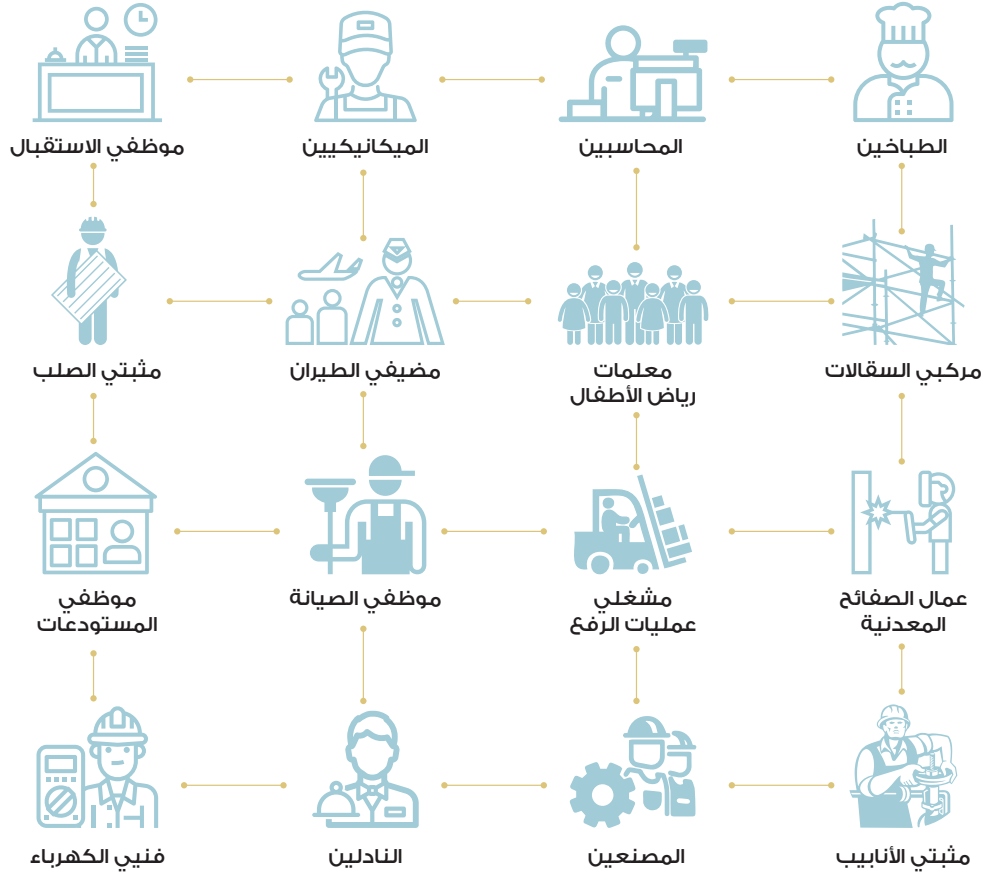 الطباخين
المحاسبين
الميكانيكيين
موظفي الاستقبال
مركبي السقالات
معلمات
رياض الأطفال
مضيفي الطيران
مثبتي الصلب
عمال الصفائح
المعدنية
مشغلي
عمليات الرفع
موظفي الصيانة
موظفي
المستودعات
مثبتي الأنابيب
المصنعين
النادلين
فنيي الكهرباء